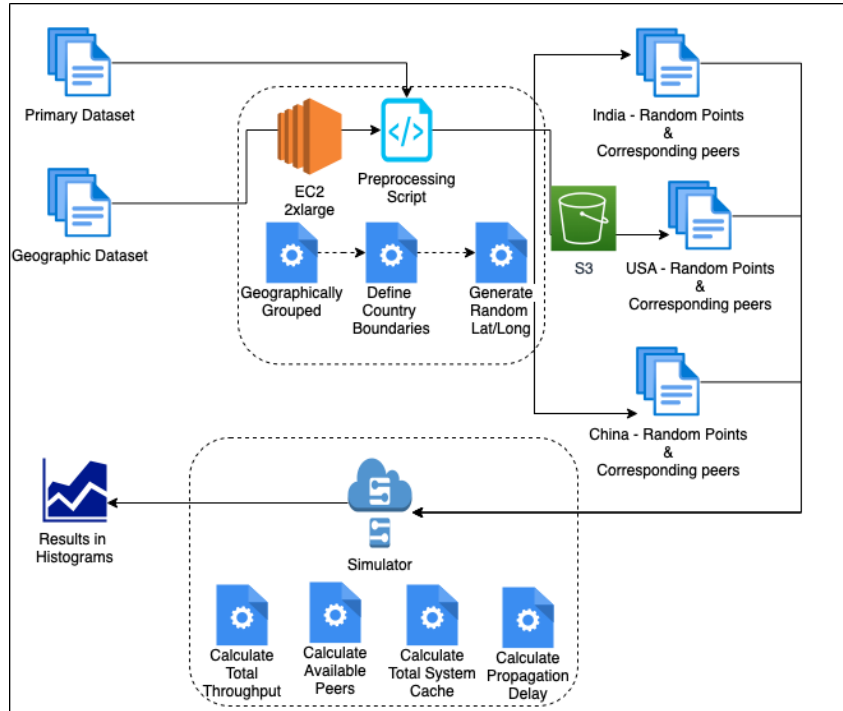 Primary Dataset
Geographic Dataset
EC2
2xlarge
</>
Preprocessing
Script
Geographically
Grouped
Define
Country
Boundaries
Generate
Random
Lat/Long
S3
India - Random Points
&
Corresponding peers
USA - Random Points
&
Corresponding peers
China - Random Points
&
Corresponding peers
Results in
Histograms
Simulator
Calculate
Total
Throughput
Calculate
Available
Peers
Calculate
Total System
Cache
Calculate
Propagation
Delay